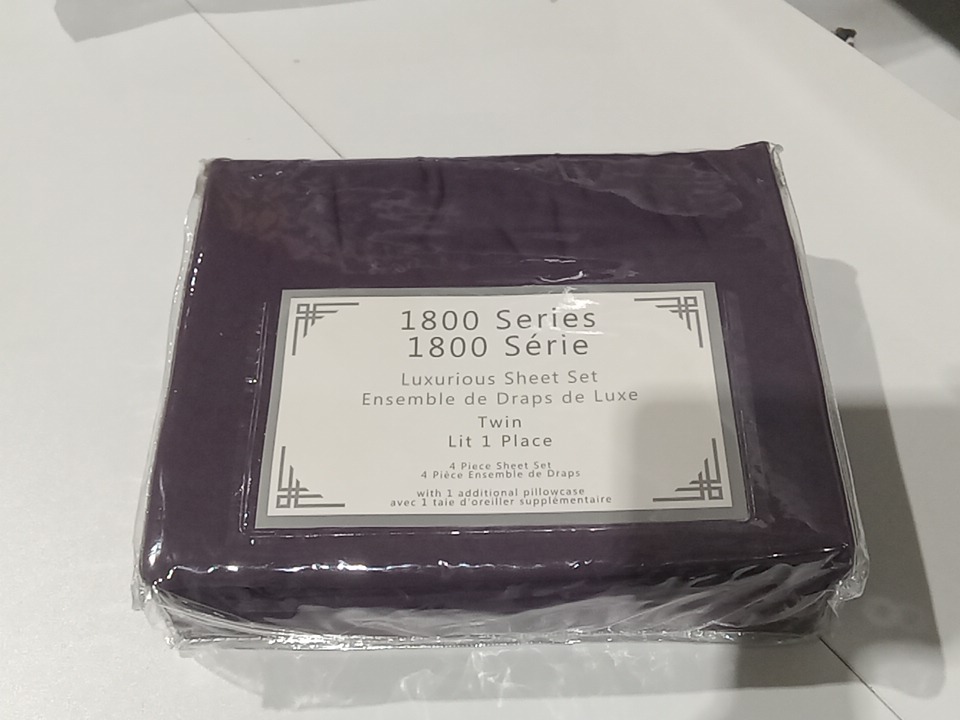 1800 Series
1800 Série
Luxurious Sheet Set
Ensemble de Draps de Luxe
Twin
Lit 1 Place
4 Piece Sheet Set
4 Pièce Ensemble de Draps
with 1 additional pillowcase
avec 1 taie d'oreiller supplémentaire